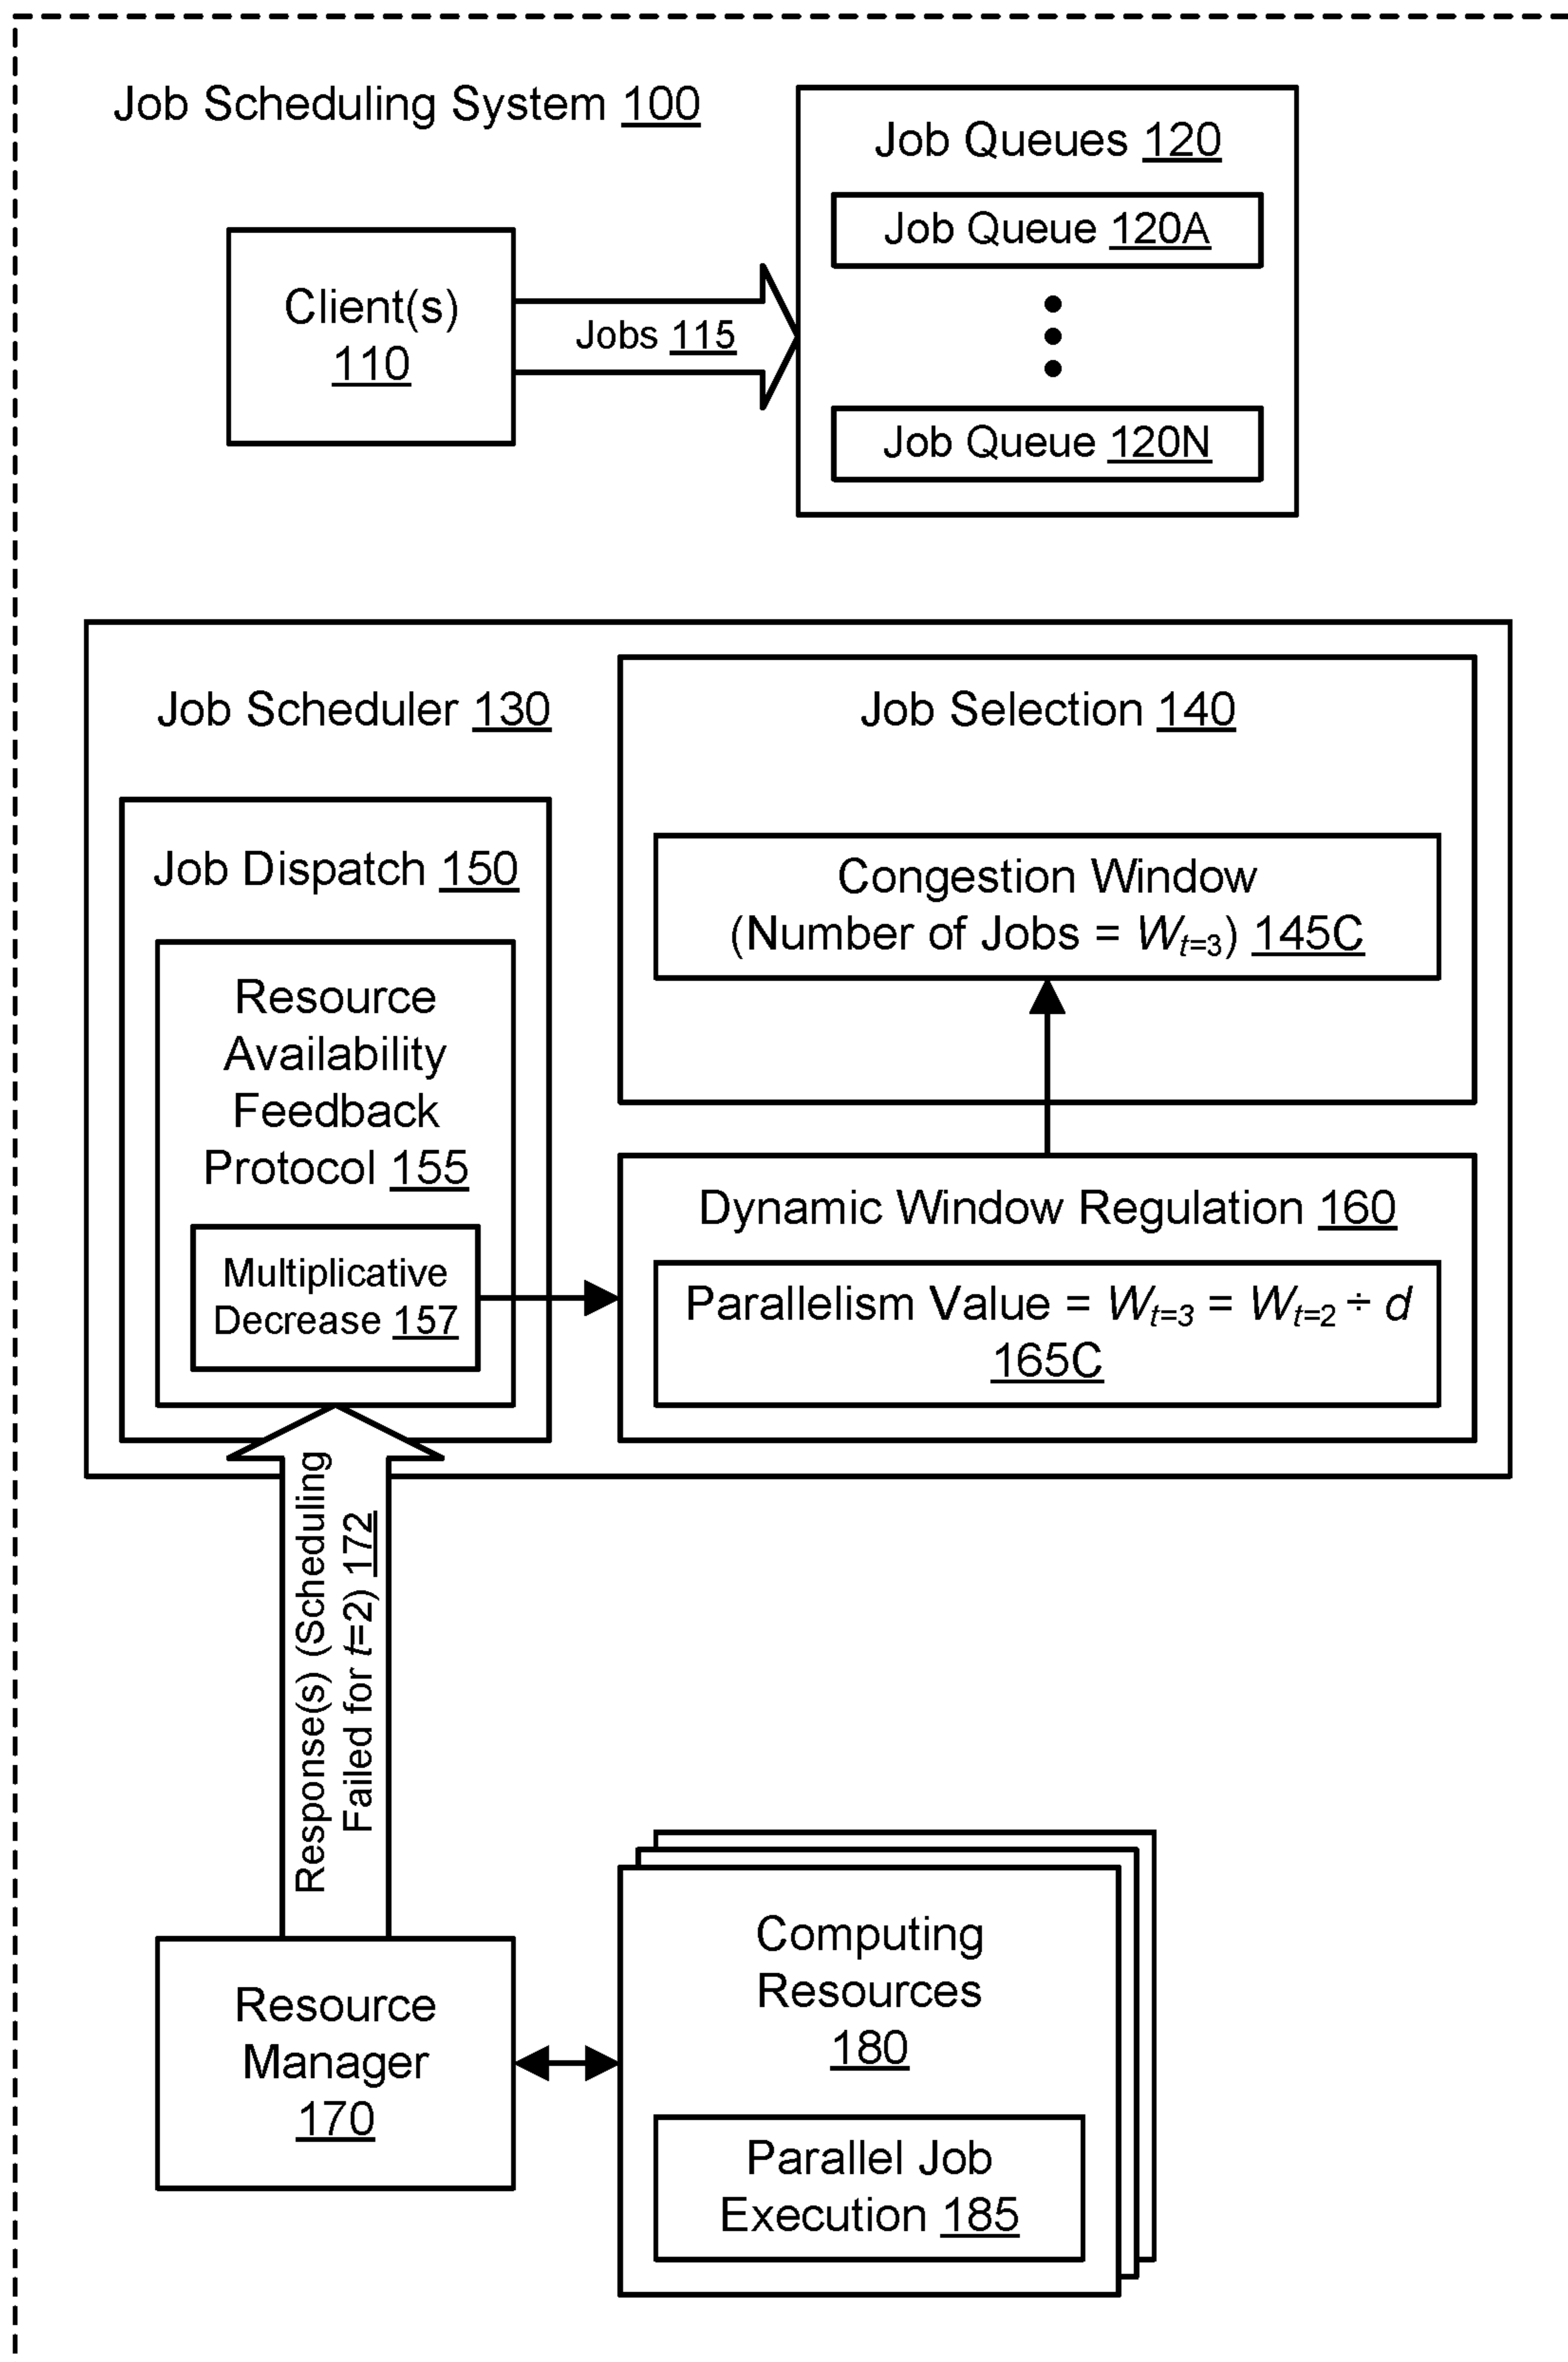 Job Scheduling System 100
Job Queues 120
Job Queue 120A
Client(s)
110
Jobs 115
Job Queue 120N
Job Scheduler 130
Job Selection 140
Job Dispatch 150
Congestion Window
(Number of Jobs = Wt=3) 145C
Resource
Availability
Feedback
Protocol 155
Multiplicative
Decrease 157
Dynamic Window Regulation 160
Parallelism Value = Wt=3 = Wt=2 ÷ d
165C
Response(s) (Scheduling
Failed for t=2) 172
Resource
Manager
170
Computing
Resources
180
Parallel Job
Execution 185